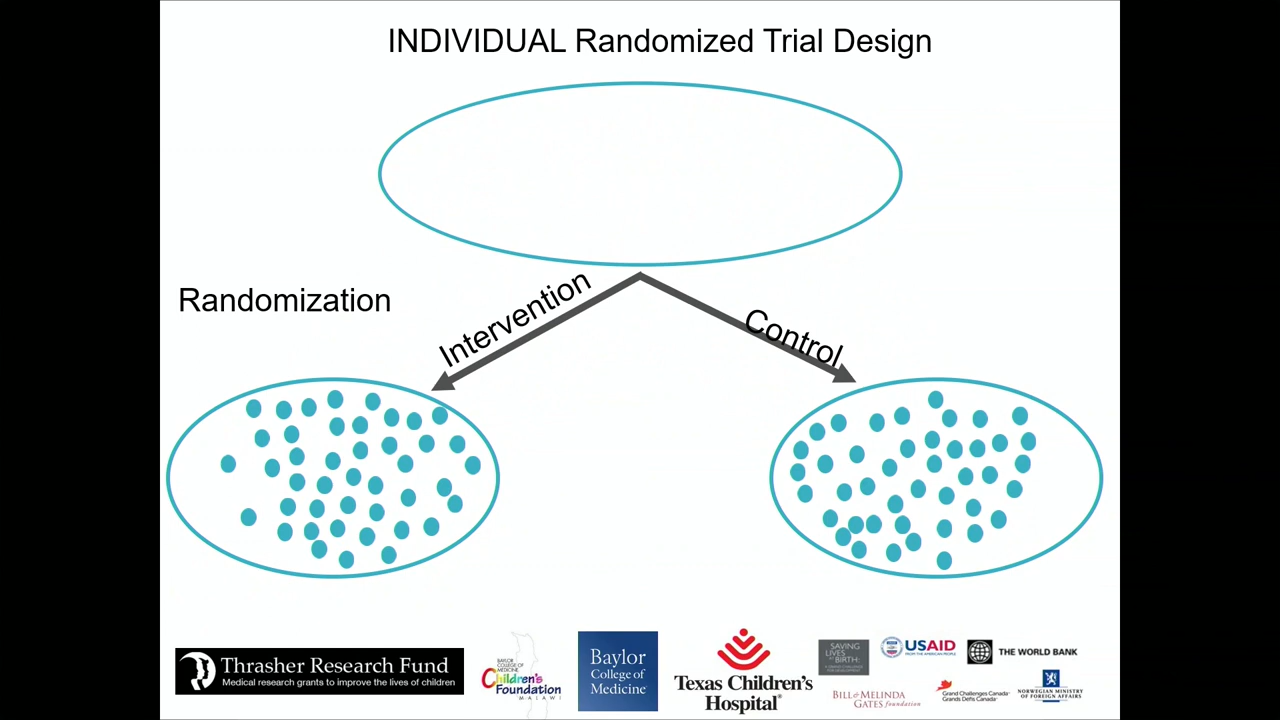 INDIVIDUAL Randomized Trial Design
Randomization
Intervention
Control
Thrasher Research Fund
Medical research grants to improve the lives of children
BAYLOR
COLLEGE OF
MEDICINE
Children's
Foundation
MALAWI
Baylor
College of
Medicine
Texas Children's
Hospital
SAVING
LIVES
AT BIRTH:
USAID
FROM THE AMERICAN PEOPLE
THE WORLD BANK
BILL & MELINDA
GATES foundation
Grand Challenges Canada
Grands Défis Canada
NORWEGIAN MINISTRY
OF FOREIGN AFFAIRS